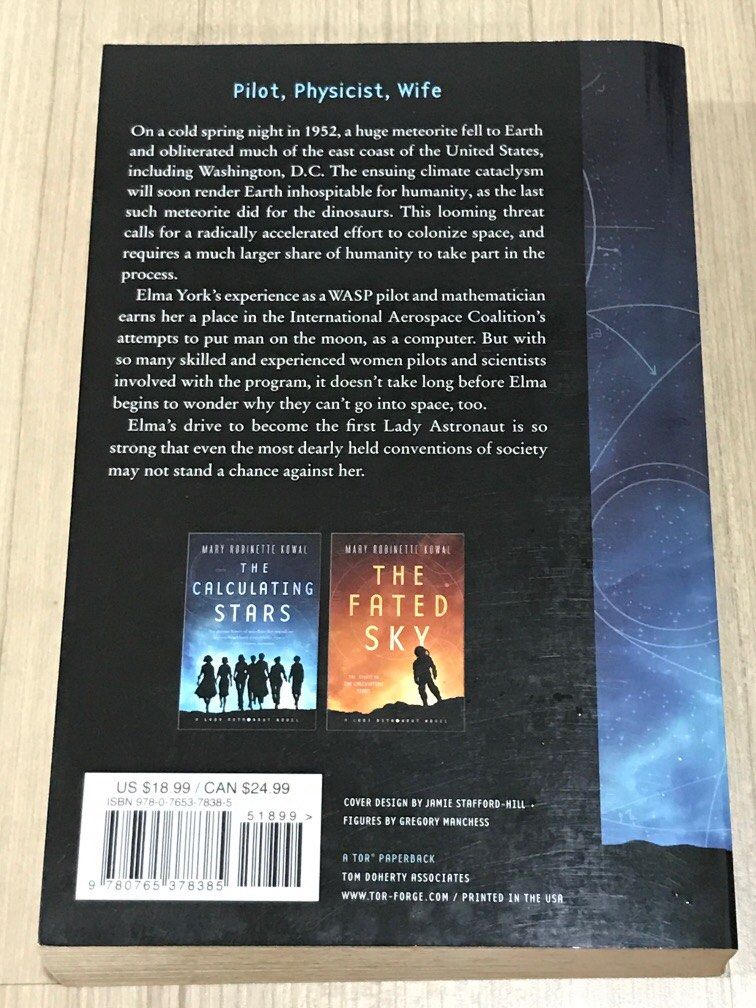 Pilot, Physicist, Wife
On a cold spring night in 1952, a huge meteorite fell to Earth
and obliterated much of the east coast of the United States,
including Washington, D.C. The ensuing climate cataclysm
will soon render Earth inhospitable for humanity, as the last
such meteorite did for the dinosaurs. This looming threat
calls for a radically accelerated effort to colonize space, and
requires a much larger share of humanity to take part in the
process.
Elma York's experience as a WASP pilot and mathematician
earns her a place in the International Aerospace Coalition's
attempts to put man on the moon, as a computer. But with
so many skilled and experienced women pilots and scientists
involved with the program, it doesn't take long before Elma
begins to wonder why they can't go into space, too.
Elma's drive to become the first Lady Astronaut is so
strong that even the most dearly held conventions of society
may not stand a chance against her.
MARY ROBINETTE KOWAL
THE
CALCULATING
STARS
A LADY ASTRONAUT NOVEL
MARY ROBINETTE KOWAL
THE
FATED
SKY
THE SEQUEL TO
THE CALCULATING
STARS
A LADY ASTRONAUT NOVEL
US $18.99 / CAN $24.99
ISBN 978-0-7653-7838-5
51899 >
9 780765 378385
COVER DESIGN BY JAMIE STAFFORD-HILL •
FIGURES BY GREGORY MANCHESS
A TOR® PAPERBACK
TOM DOHERTY ASSOCIATES
WWW.TOR-FORGE.COM / PRINTED IN THE USA